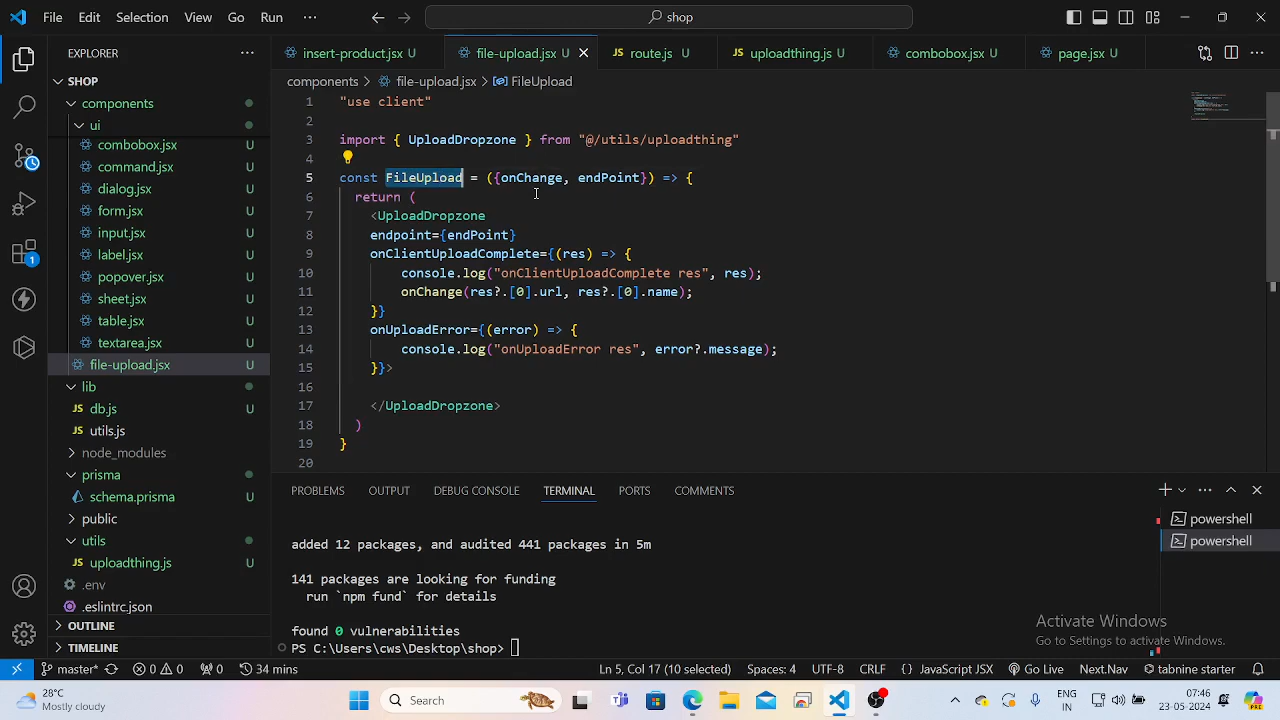 File Edit Selection View Go Run ··· shop
EXPLORER ···
SHOP
components
ui
combobox.jsx U
command.jsx U
dialog.jsx U
form.jsx U
input.jsx U
label.jsx U
popover.jsx U
sheet.jsx U
table.jsx U
textarea.jsx U
file-upload.jsx U
lib
db.js U
utils.js U
node_modules
prisma
schema.prisma U
public
utils
uploadthing.js U
.env
.eslintrc.json
OUTLINE
TIMELINE
insert-product.jsx U file-upload.jsx U route.js U uploadthing.js U combobox.jsx U page.jsx U
components > file-upload.jsx > FileUpload
1 "use client"
2
3 import { UploadDropzone } from "@/utils/uploadthing"
4
5 const FileUpload = ({onChange, endPoint}) => {
6 return (
7 <UploadDropzone
8 endpoint={endPoint}
9 onClientUploadComplete={(res) => {
10 console.log("onClientUploadComplete res", res);
11 onChange(res?.[0].url, res?.[0].name);
12 }}
13 onUploadError={(error) => {
14 console.log("onUploadError res", error?.message);
15 }}>
16
17 </UploadDropzone>
18 )
19 }
20
PROBLEMS OUTPUT DEBUG CONSOLE TERMINAL PORTS COMMENTS
added 12 packages, and audited 441 packages in 5m
141 packages are looking for funding
run `npm fund` for details
found 0 vulnerabilities
PS C:\Users\cws\Desktop\shop>
powershell
powershell
Activate Windows
Go to Settings to activate Windows.
master* 0 0 0 34 mins Ln 5, Col 17 (10 selected) Spaces: 4 UTF-8 CRLF {} JavaScript JSX Go Live Next.Nav tabnine starter
28°C
Mostly cloudy
Search
ENG
IN
07:46
23-05-2024
1